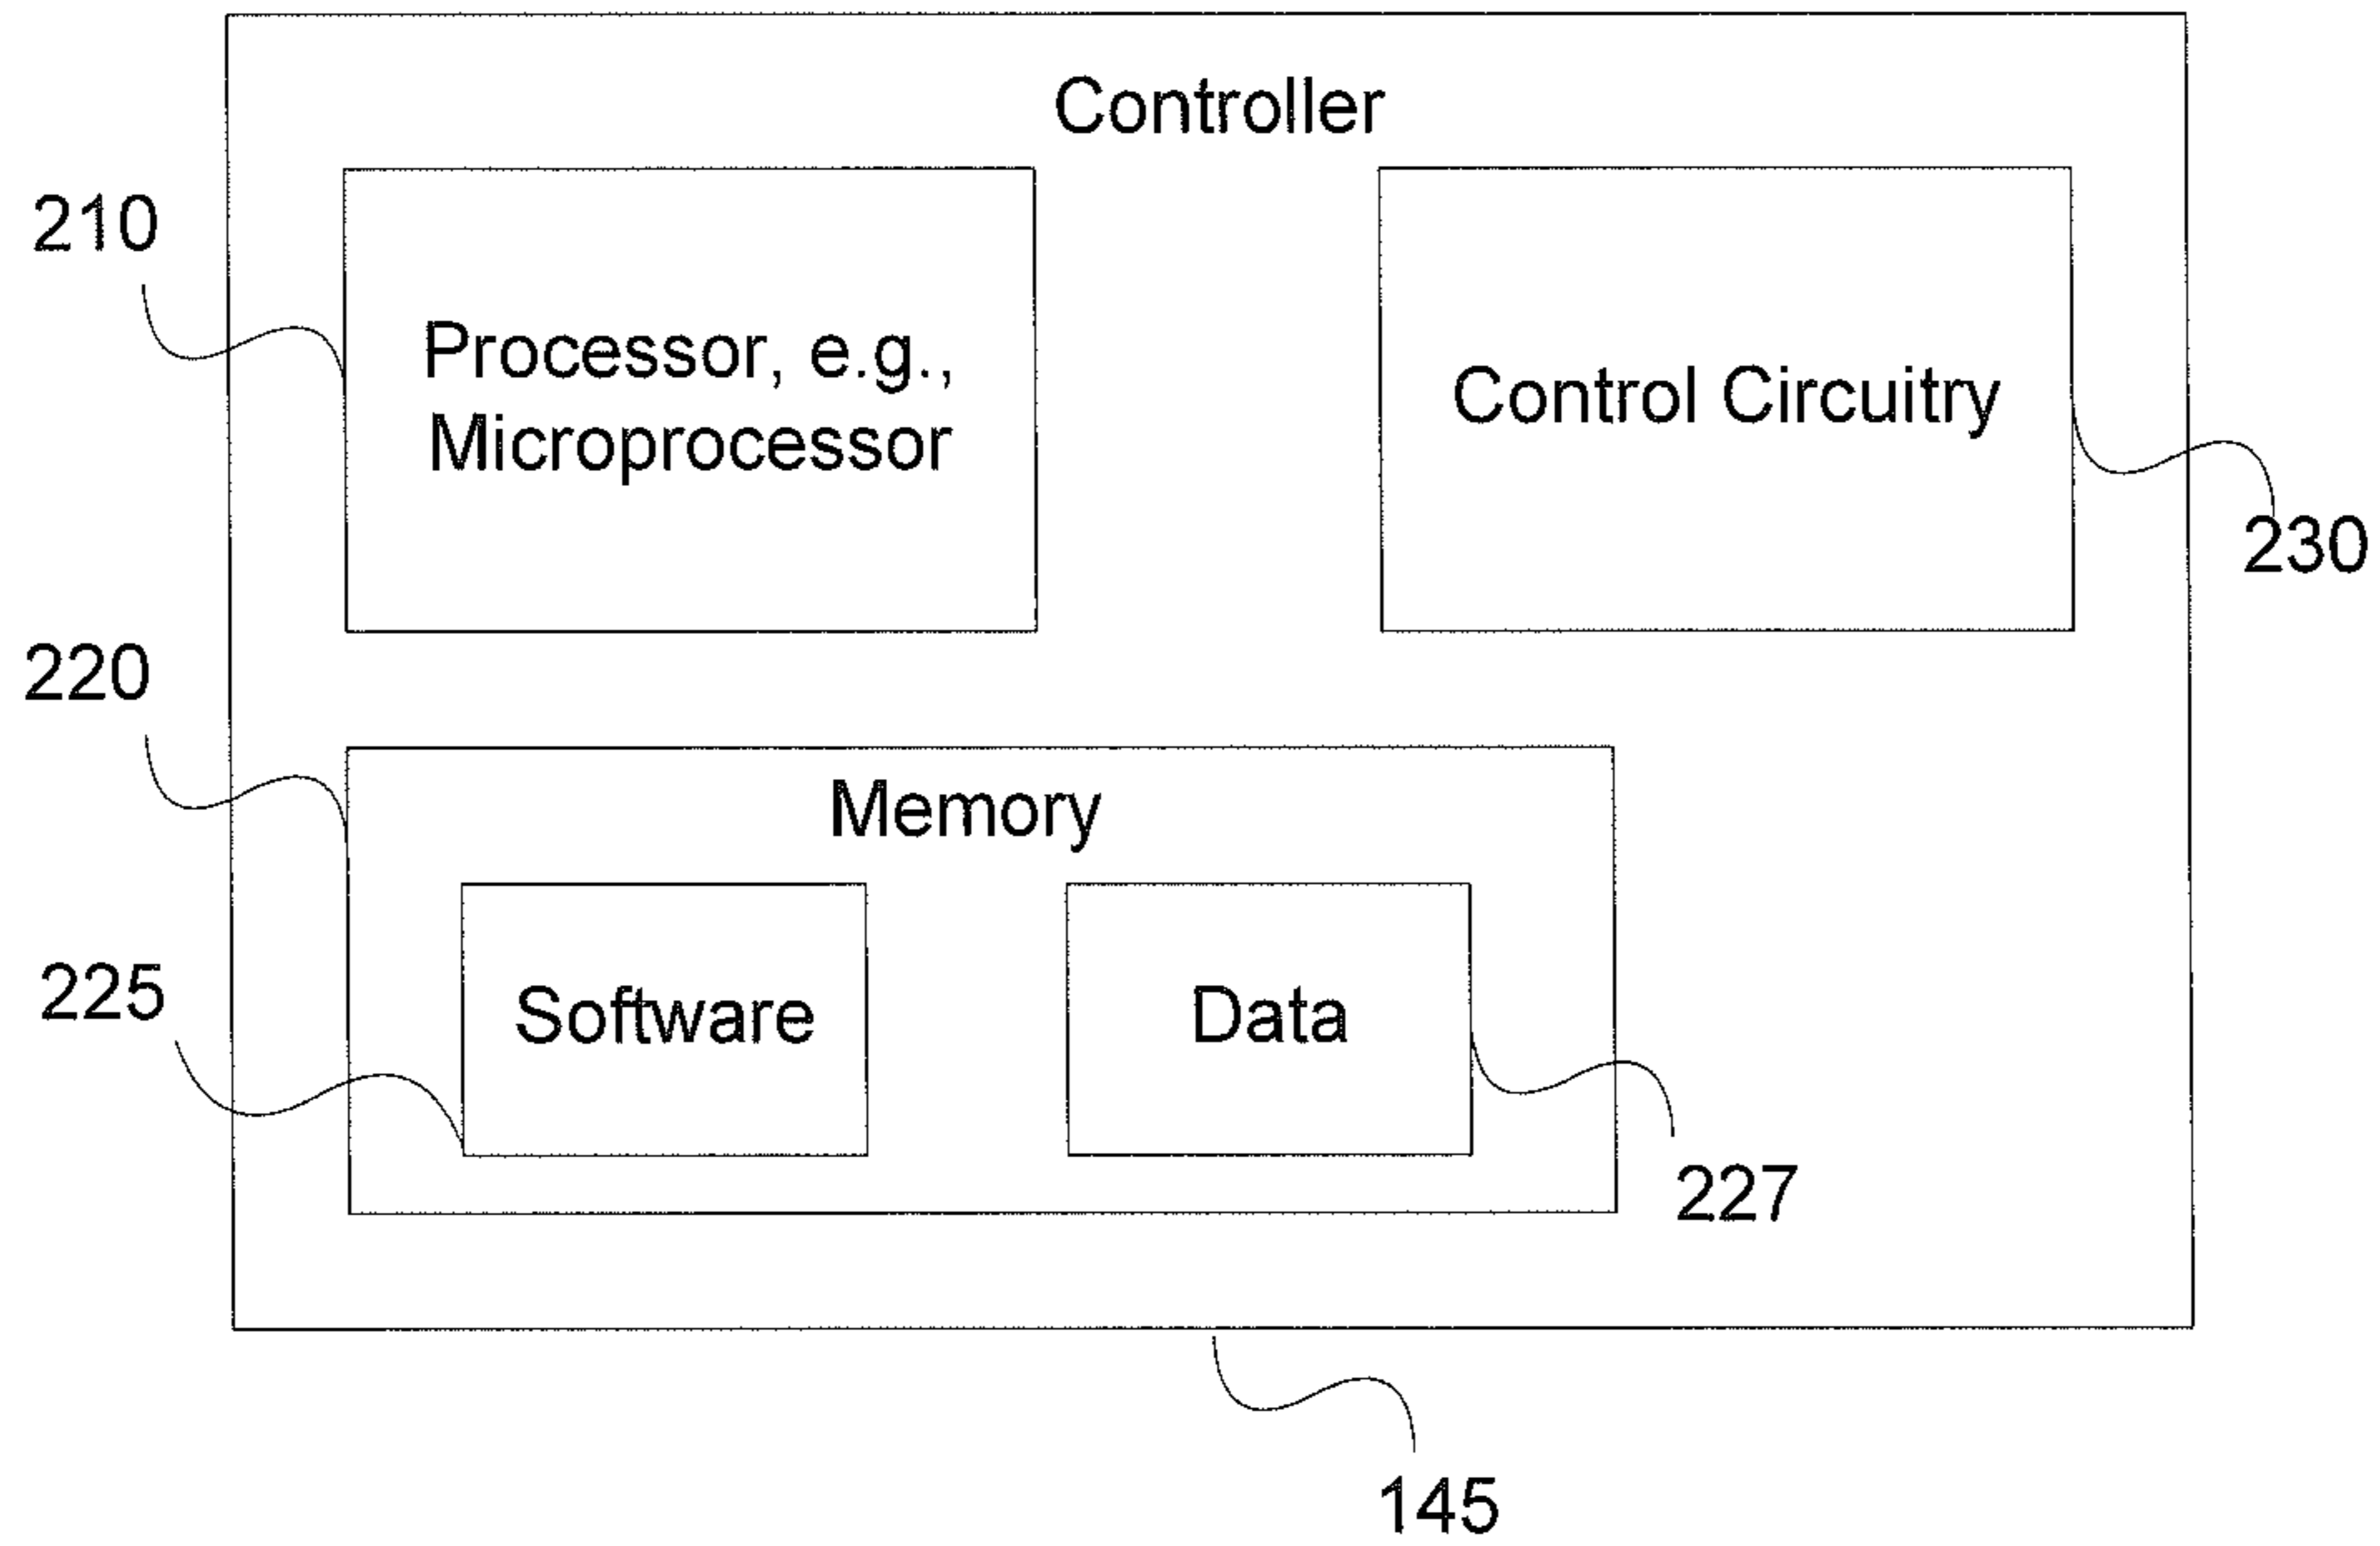 Controller
210
Processor, e.g.,
Microprocessor
Control Circuitry
230
220
Memory
225
Software
Data
227
145